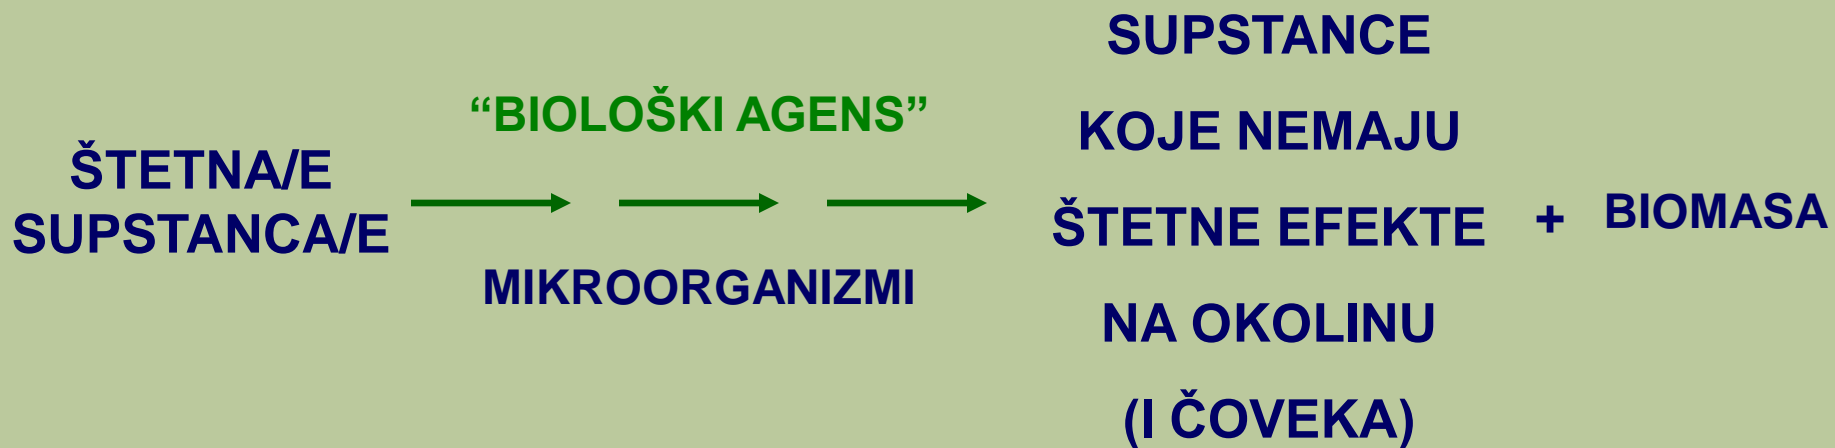 ŠTETNA/E
SUPSTANCA/E
“BIOLOŠKI AGENS”
MIKROORGANIZMI
SUPSTANCE
KOJE NEMAJU
ŠTETNE EFEKTE
NA OKOLINU
(I ČOVEKA)
+ BIOMASA